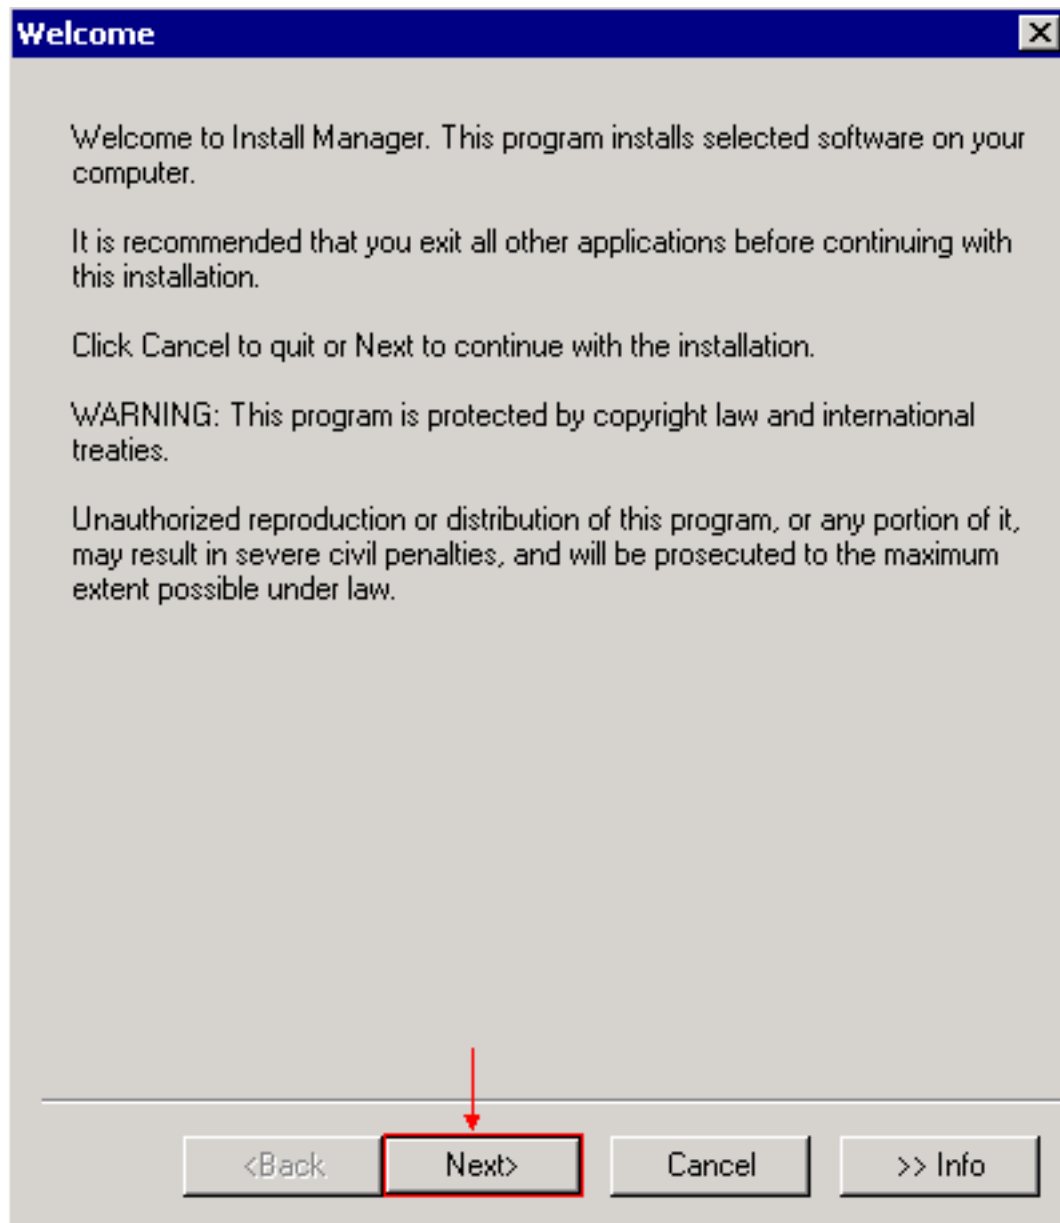 Welcome
Welcome to Install Manager. This program installs selected software on your
computer.
It is recommended that you exit all other applications before continuing with
this installation.
Click Cancel to quit or Next to continue with the installation.
WARNING: This program is protected by copyright law and international
treaties.
Unauthorized reproduction or distribution of this program, or any portion of it,
may result in severe civil penalties, and will be prosecuted to the maximum
extent possible under law.
<Back Next> Cancel >> Info